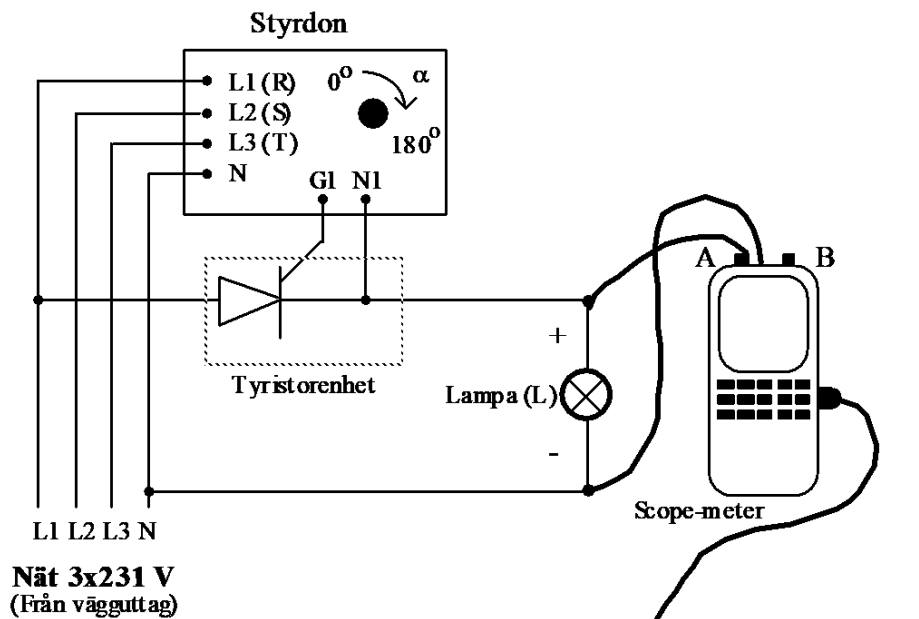 Styrdon
L1 (R)
0° α
L2 (S)
L3 (T)
180°
N
G1 N1
A B
+
Tyristorenhet
Lampa (L)
-
Scope-meter
L1 L2 L3 N
Nät 3x231 V
(Från vägguttag)